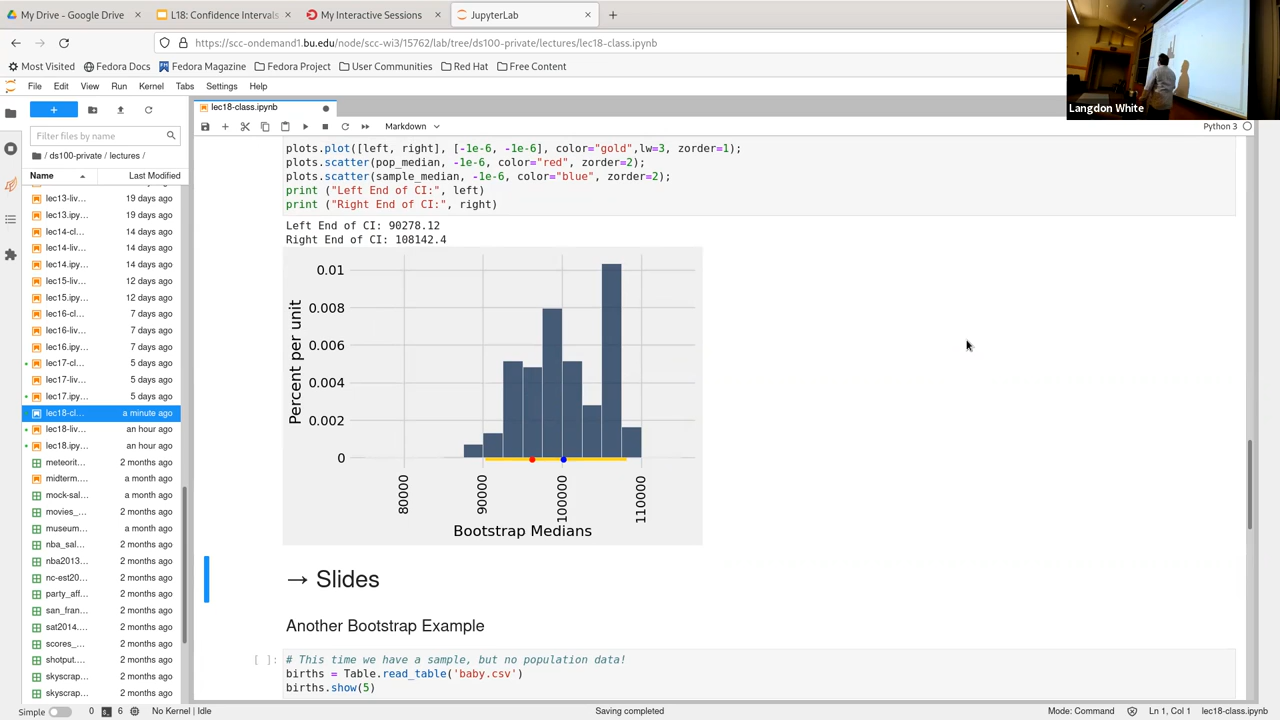 My Drive - Google Drive
L18: Confidence Intervals
My Interactive Sessions
JupyterLab
https://scc-ondemand1.bu.edu/node/scc-wi3/15762/lab/tree/ds100-private/lectures/lec18-class.ipynb
Most Visited Fedora Docs Fedora Magazine Fedora Project User Communities Red Hat Free Content
Langdon White
File Edit View Run Kernel Tabs Settings Help
lec18-class.ipynb
Markdown
Python 3
Filter files by name
/ ds100-private / lectures /
Name Last Modified
lec13-liv... 19 days ago
lec13.ipy... 19 days ago
lec14-cl... 14 days ago
lec14-liv... 14 days ago
lec14.ipy... 14 days ago
lec15-liv... 12 days ago
lec15.ipy... 12 days ago
lec16-cl... 7 days ago
lec16-liv... 7 days ago
lec16.ipy... 7 days ago
lec17-cl... 5 days ago
lec17-liv... 5 days ago
lec17.ipy... 5 days ago
lec18-cl... a minute ago
lec18-liv... an hour ago
lec18.ipy... an hour ago
meteorit... 2 months ago
midterm.... a month ago
mock-sal... a month ago
movies_... 2 months ago
museum... a month ago
nba_sal... 2 months ago
nba2013... 2 months ago
nc-est20... 2 months ago
party_aff... 2 months ago
san_fran... 2 months ago
sat2014.... 2 months ago
scores_... 2 months ago
shotput.... 2 months ago
skyscrap... 2 months ago
skyscrap... 2 months ago
plots.plot([left, right], [-1e-6, -1e-6], color="gold",lw=3, zorder=1);
plots.scatter(pop_median, -1e-6, color="red", zorder=2);
plots.scatter(sample_median, -1e-6, color="blue", zorder=2);
print ("Left End of CI:", left)
print ("Right End of CI:", right)
Left End of CI: 90278.12
Right End of CI: 108142.4
0.01
0.008
0.006
0.004
0.002
0
Percent per unit
80000
90000
100000
110000
Bootstrap Medians
→ Slides
Another Bootstrap Example
[ ]:
# This time we have a sample, but no population data!
births = Table.read_table('baby.csv')
births.show(5)
Simple 0 6 No Kernel | Idle Saving completed Mode: Command Ln 1, Col 1 lec18-class.ipynb